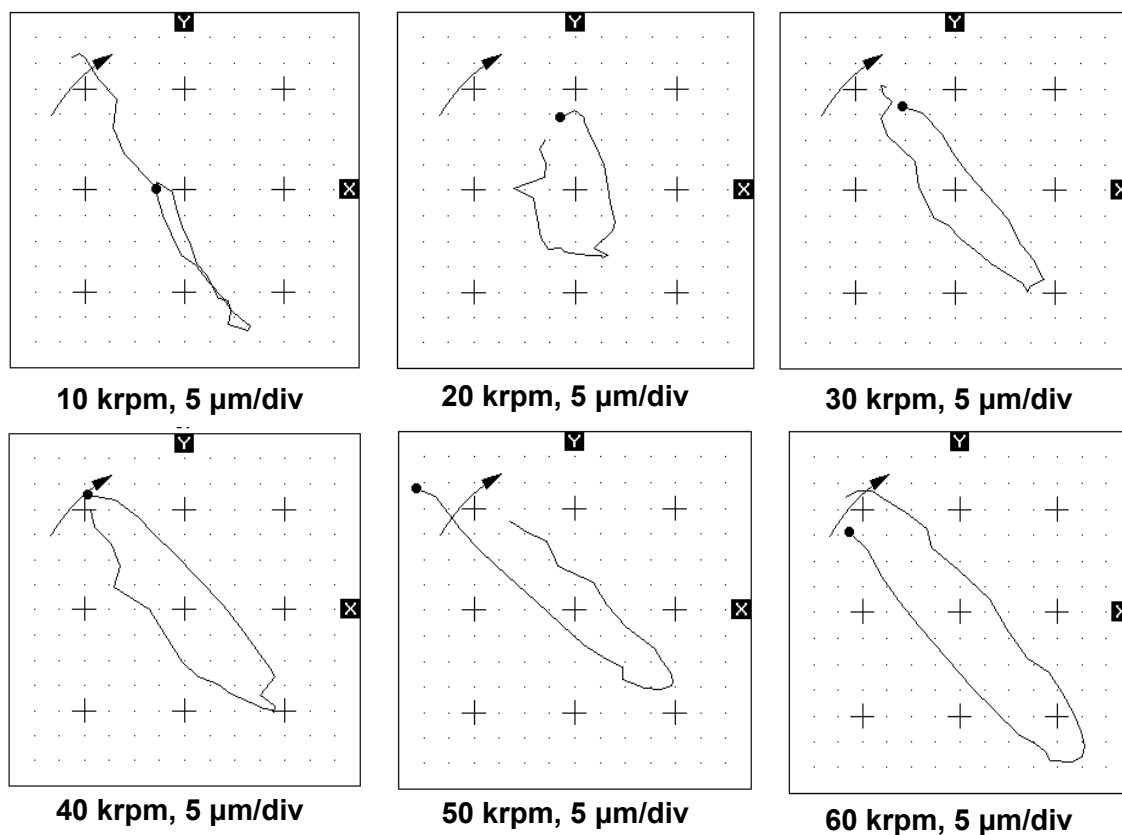 Y
Y
Y
X
X
X
10 krpm, 5 µm/div
20 krpm, 5 µm/div
30 krpm, 5 µm/div
Y
Y
Y
X
X
X
40 krpm, 5 µm/div
50 krpm, 5 µm/div
60 krpm, 5 µm/div